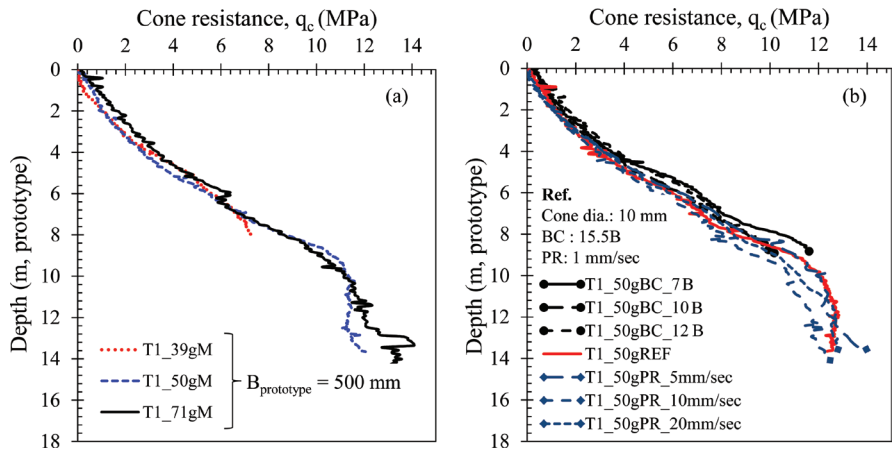 Cone resistance, qc (MPa)
0 2 4 6 8 10 12 14
0
2
4
6
8
10
12
14
16
18
Depth (m, prototype)
(a)
T1_39gM
T1_50gM
T1_71gM
Bprototype = 500 mm
Cone resistance, qc (MPa)
0 2 4 6 8 10 12 14
0
2
4
6
8
10
12
14
16
18
Depth (m, prototype)
(b)
Ref.
Cone dia.: 10 mm
BC : 15.5B
PR: 1 mm/sec
T1_50gBC_7B
T1_50gBC_10B
T1_50gBC_12B
T1_50gREF
T1_50gPR_5mm/sec
T1_50gPR_10mm/sec
T1_50gPR_20mm/sec